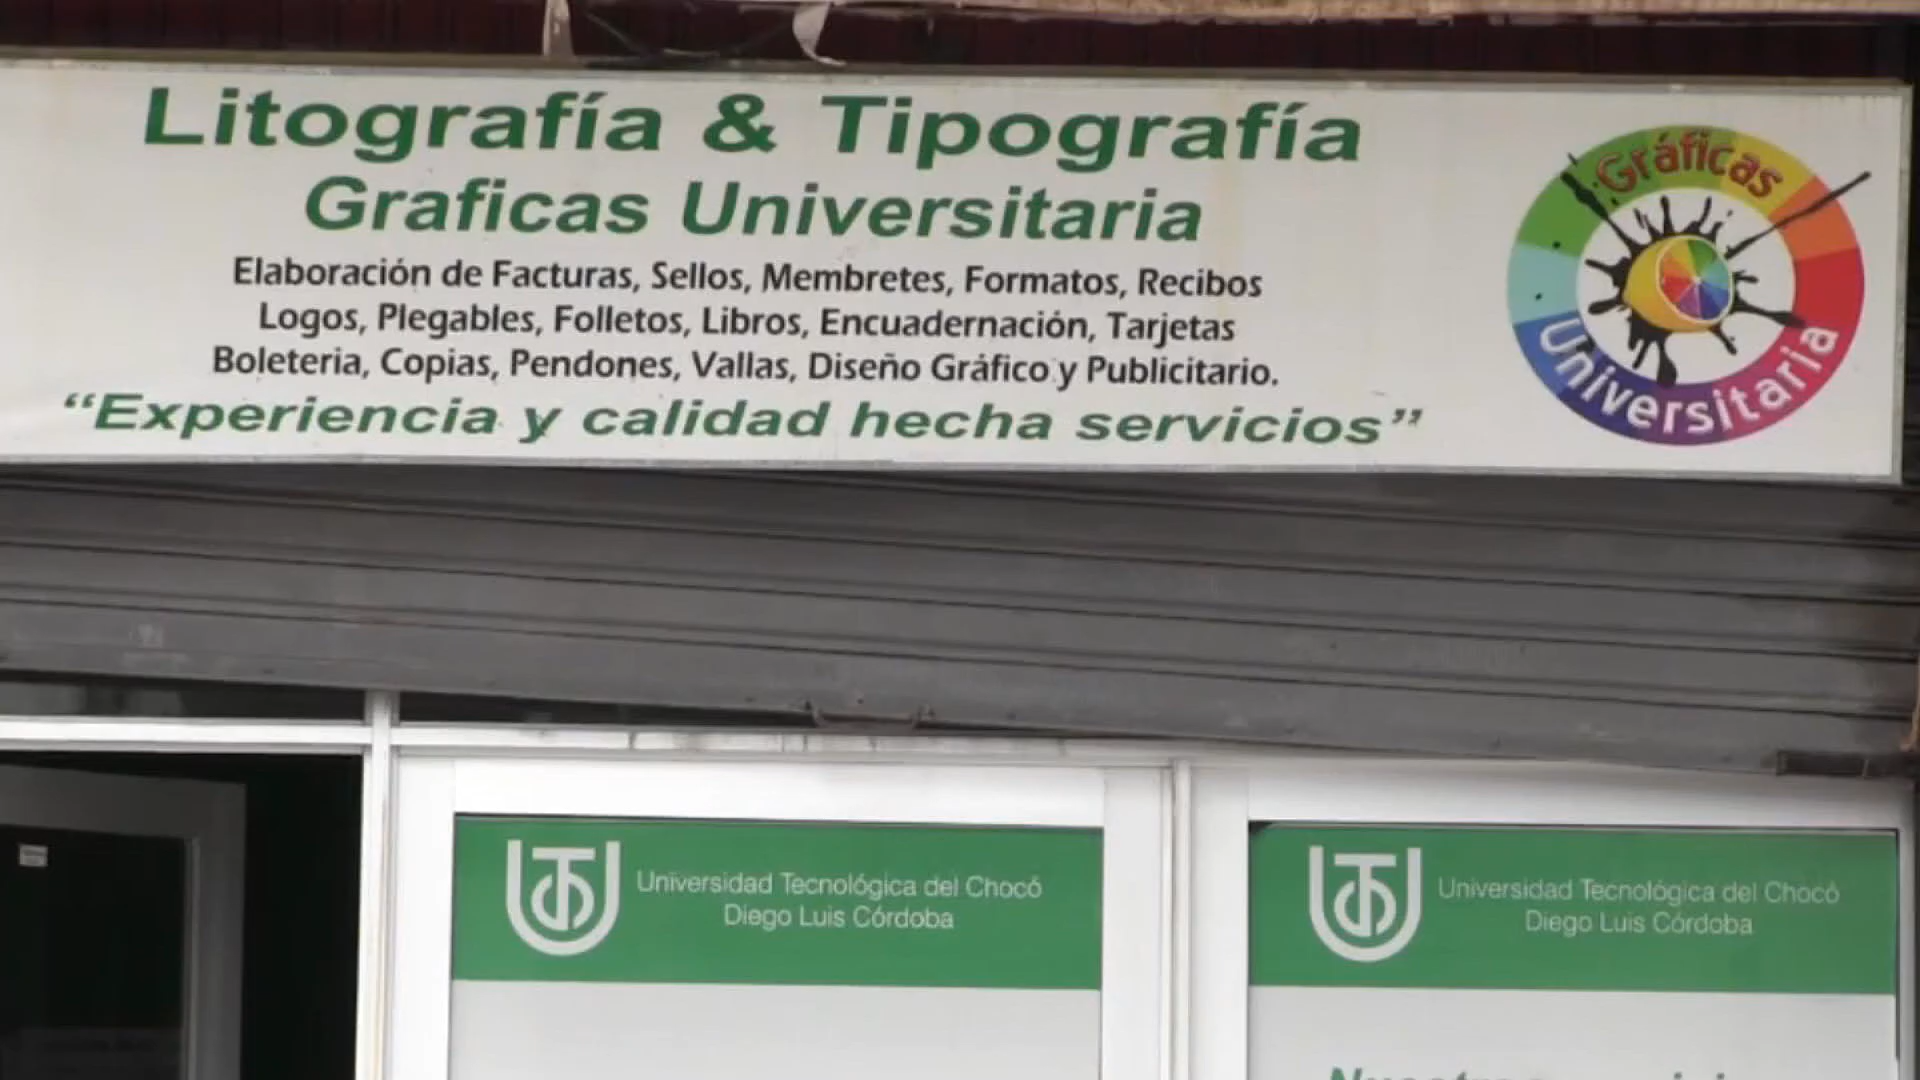 Litografía & Tipografía
Graficas Universitaria
Elaboración de Facturas, Sellos, Membretes, Formatos, Recibos
Logos, Plegables, Folletos, Libros, Encuadernación, Tarjetas
Boleteria, Copias, Pendones, Vallas, Diseño Gráfico y Publicitario.
“Experiencia y calidad hecha servicios”
Gráficas
Universitaria
Universidad Tecnológica del Chocó
Diego Luis Córdoba
Universidad Tecnológica del Chocó
Diego Luis Córdoba